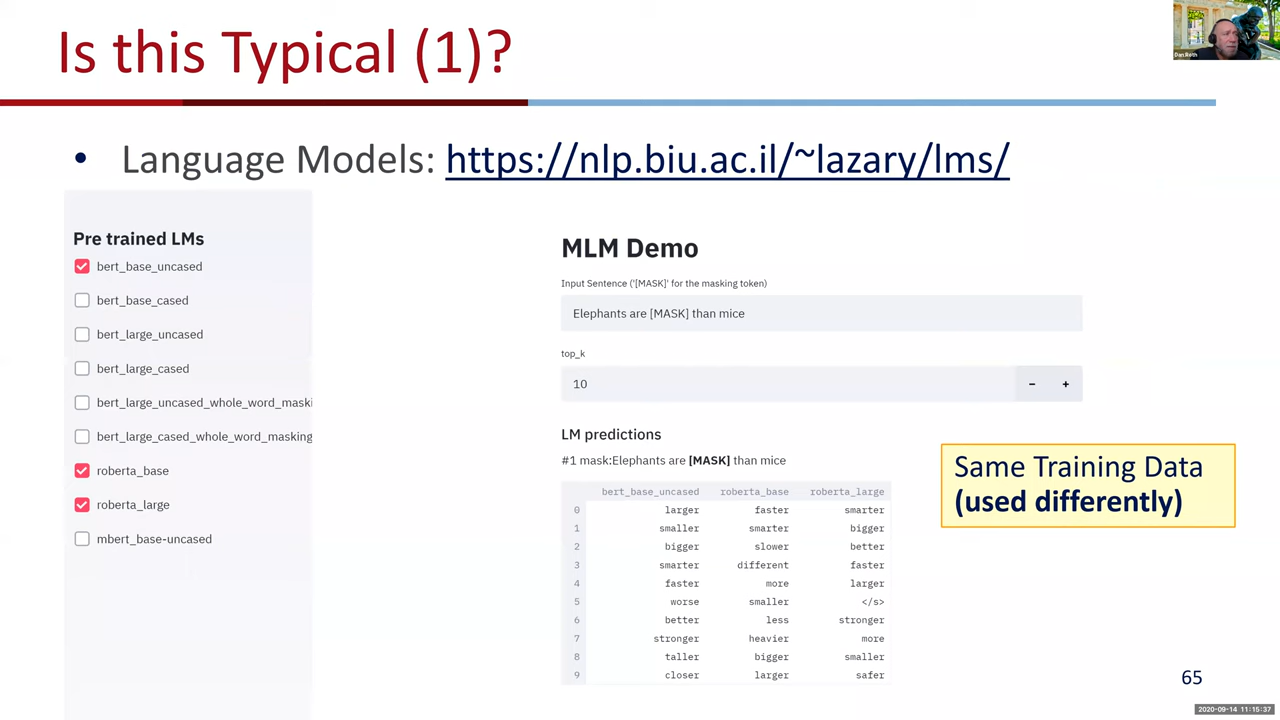 Is this Typical (1)?
Dan Roth
• Language Models: https://nlp.biu.ac.il/~lazary/lms/
Pre trained LMs
bert_base_uncased
bert_base_cased
bert_large_uncased
bert_large_cased
bert_large_uncased_whole_word_maski
bert_large_cased_whole_word_masking
roberta_base
roberta_large
mbert_base-uncased
MLM Demo
Input Sentence ('[MASK]' for the masking token)
Elephants are [MASK] than mice
top_k
10 − +
LM predictions
#1 mask:Elephants are [MASK] than mice
bert_base_uncased roberta_base roberta_large
0 larger faster smarter
1 smaller smarter bigger
2 bigger slower better
3 smarter different faster
4 faster more larger
5 worse smaller </s>
6 better less stronger
7 stronger heavier more
8 taller bigger smaller
9 closer larger safer
Same Training Data
(used differently)
65
2020-09-14 11:15:37